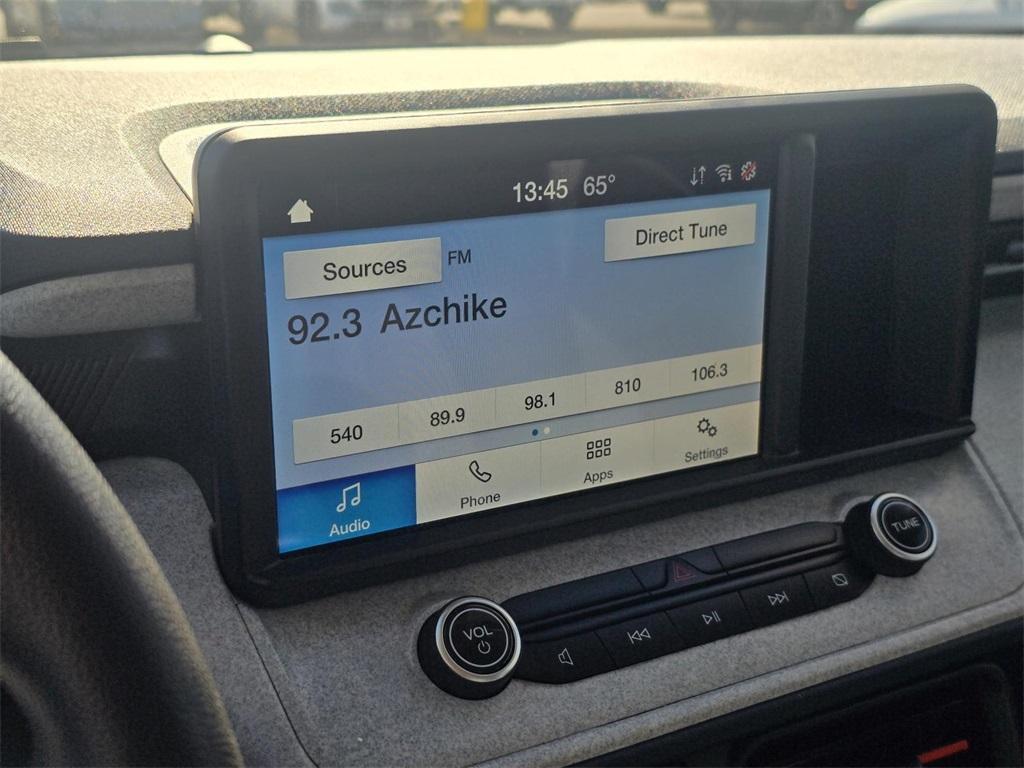 13:45 65°
Sources FM Direct Tune
92.3 Azchike
540 89.9 98.1 810 106.3
Audio Phone Apps Settings
VOL TUNE